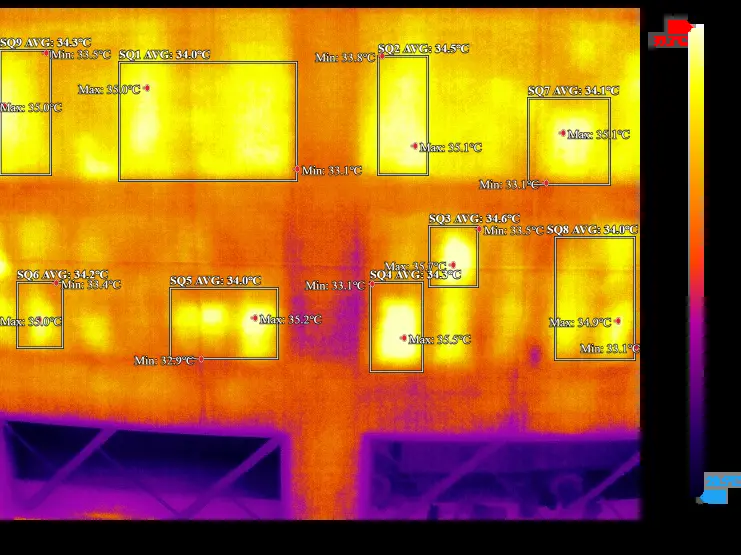 SQ9 AVG: 34.3°C
Min: 33.5°C
Max: 35.0°C
SQ1 AVG: 34.0°C
Max: 35.0°C
Min: 33.1°C
SQ2 AVG: 34.5°C
Min: 33.8°C
Max: 35.1°C
SQ7 AVG: 34.1°C
Max: 35.1°C
Min: 33.1°C
SQ3 AVG: 34.6°C
Min: 33.5°C
SQ8 AVG: 34.0°C
Max: 34.9°C
Min: 33.1°C
SQ6 AVG: 34.2°C
Min: 33.4°C
Max: 35.0°C
SQ5 AVG: 34.0°C
Max: 35.2°C
Min: 32.9°C
Min: 33.1°C
SQ4 AVG: 34.3°C
Max: 35.5°C